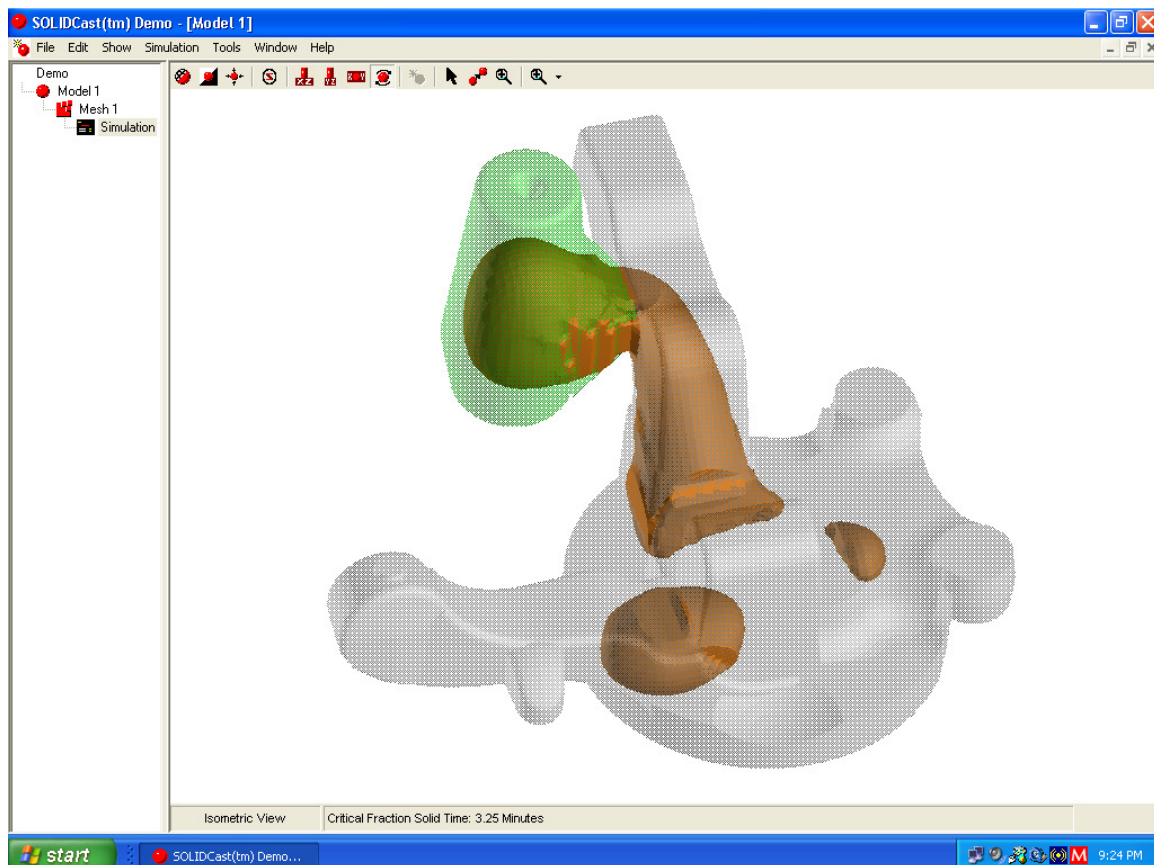 SOLIDCast(tm) Demo - [Model 1]
File Edit Show Simulation Tools Window Help
Demo
Model 1
Mesh 1
Simulation
Isometric View
Critical Fraction Solid Time: 3.25 Minutes
start
SOLIDCast(tm) Demo...
M
9:24 PM